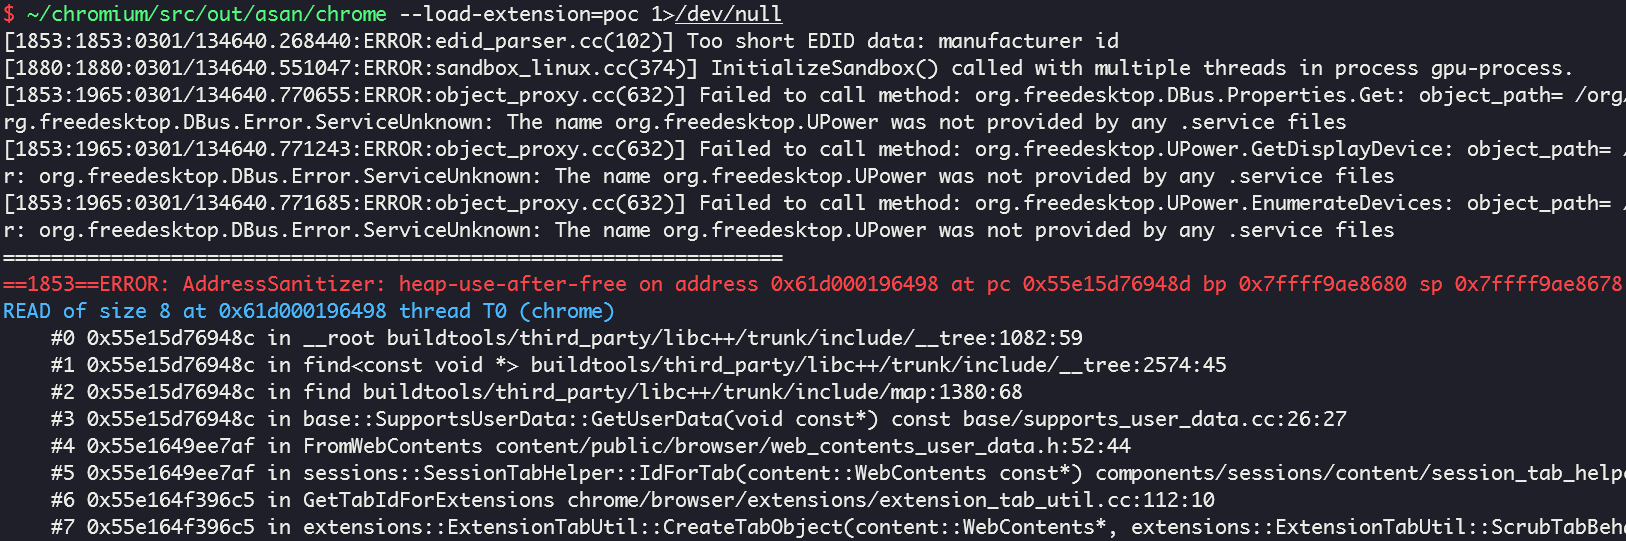 $ ~/chromium/src/out/asan/chrome --load-extension=poc 1>/dev/null
[1853:1853:0301/134640.268440:ERROR:edid_parser.cc(102)] Too short EDID data: manufacturer id
[1880:1880:0301/134640.551047:ERROR:sandbox_linux.cc(374)] InitializeSandbox() called with multiple threads in process gpu-process.
[1853:1965:0301/134640.770655:ERROR:object_proxy.cc(632)] Failed to call method: org.freedesktop.DBus.Properties.Get: object_path= /org/
rg.freedesktop.DBus.Error.ServiceUnknown: The name org.freedesktop.UPower was not provided by any .service files
[1853:1965:0301/134640.771243:ERROR:object_proxy.cc(632)] Failed to call method: org.freedesktop.UPower.GetDisplayDevice: object_path= /
r: org.freedesktop.DBus.Error.ServiceUnknown: The name org.freedesktop.UPower was not provided by any .service files
[1853:1965:0301/134640.771685:ERROR:object_proxy.cc(632)] Failed to call method: org.freedesktop.UPower.EnumerateDevices: object_path= /
r: org.freedesktop.DBus.Error.ServiceUnknown: The name org.freedesktop.UPower was not provided by any .service files
=================================================================
==1853==ERROR: AddressSanitizer: heap-use-after-free on address 0x61d000196498 at pc 0x55e15d76948d bp 0x7ffff9ae8680 sp 0x7ffff9ae8678
READ of size 8 at 0x61d000196498 thread T0 (chrome)
#0 0x55e15d76948c in __root buildtools/third_party/libc++/trunk/include/__tree:1082:59
#1 0x55e15d76948c in find<const void *> buildtools/third_party/libc++/trunk/include/__tree:2574:45
#2 0x55e15d76948c in find buildtools/third_party/libc++/trunk/include/map:1380:68
#3 0x55e15d76948c in base::SupportsUserData::GetUserData(void const*) const base/supports_user_data.cc:26:27
#4 0x55e1649ee7af in FromWebContents content/public/browser/web_contents_user_data.h:52:44
#5 0x55e1649ee7af in sessions::SessionTabHelper::IdForTab(content::WebContents const*) components/sessions/content/session_tab_helpe
#6 0x55e164f396c5 in GetTabIdForExtensions chrome/browser/extensions/extension_tab_util.cc:112:10
#7 0x55e164f396c5 in extensions::ExtensionTabUtil::CreateTabObject(content::WebContents*, extensions::ExtensionTabUtil::ScrubTabBeha